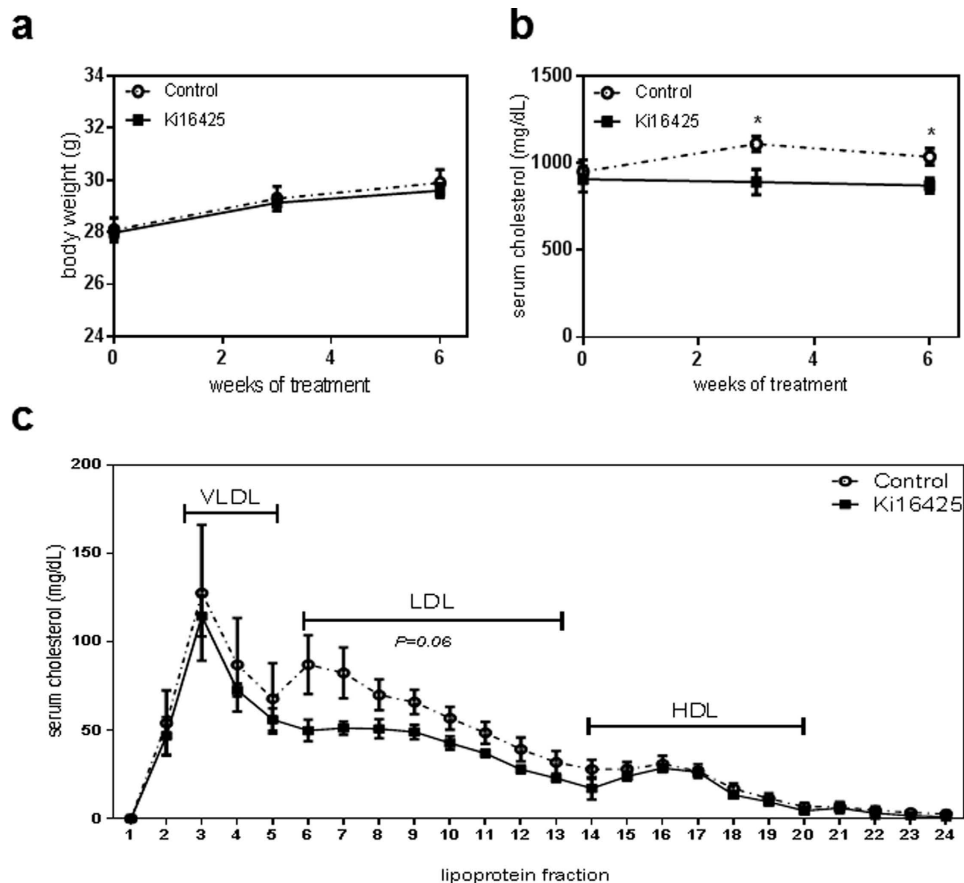 a
34
32
30
28
26
24
body weight (g)
Control
Ki16425
0 2 4 6
weeks of treatment
b
1500
1000
500
0
serum cholesterol (mg/dL)
Control
Ki16425
*
*
0 2 4 6
weeks of treatment
c
200
150
100
50
0
serum cholesterol (mg/dL)
VLDL
LDL
P=0.06
HDL
Control
Ki16425
1 2 3 4 5 6 7 8 9 10 11 12 13 14 15 16 17 18 19 20 21 22 23 24
lipoprotein fraction